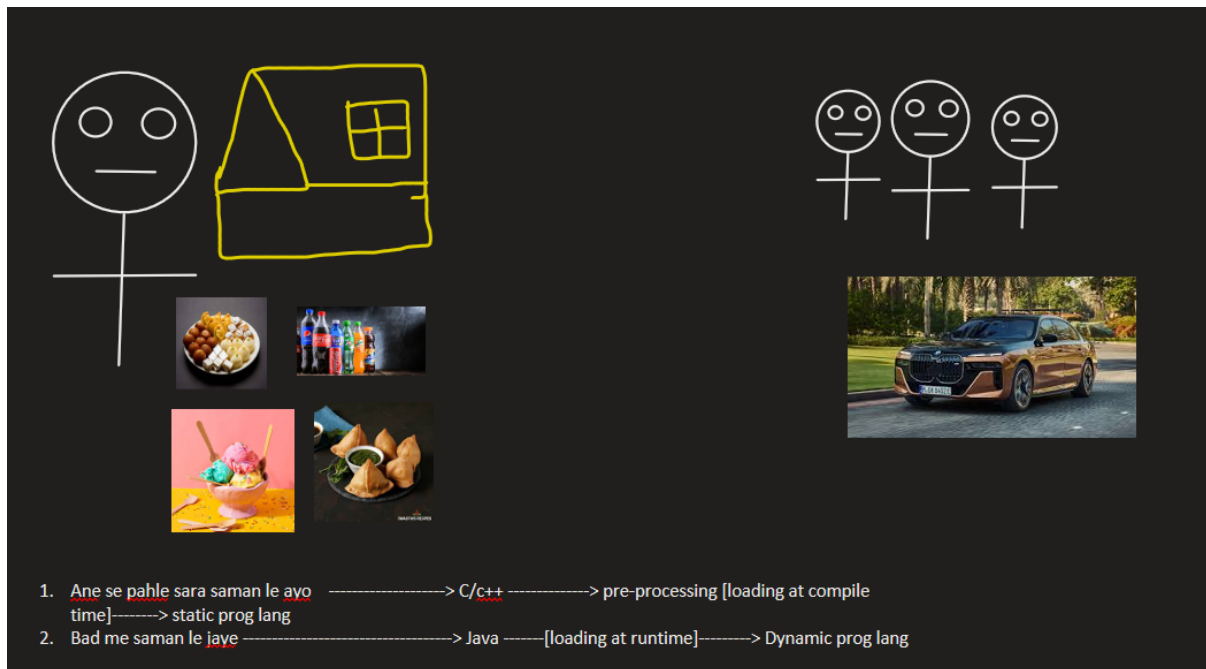 1. Ane se pahle sara saman le ayo --------------------> C/c++ --------------> pre-processing [loading at compile
time]--------> static prog lang
2. Bad me saman le jaye ------------------------------------> Java -------[loading at runtime]---------> Dynamic prog lang